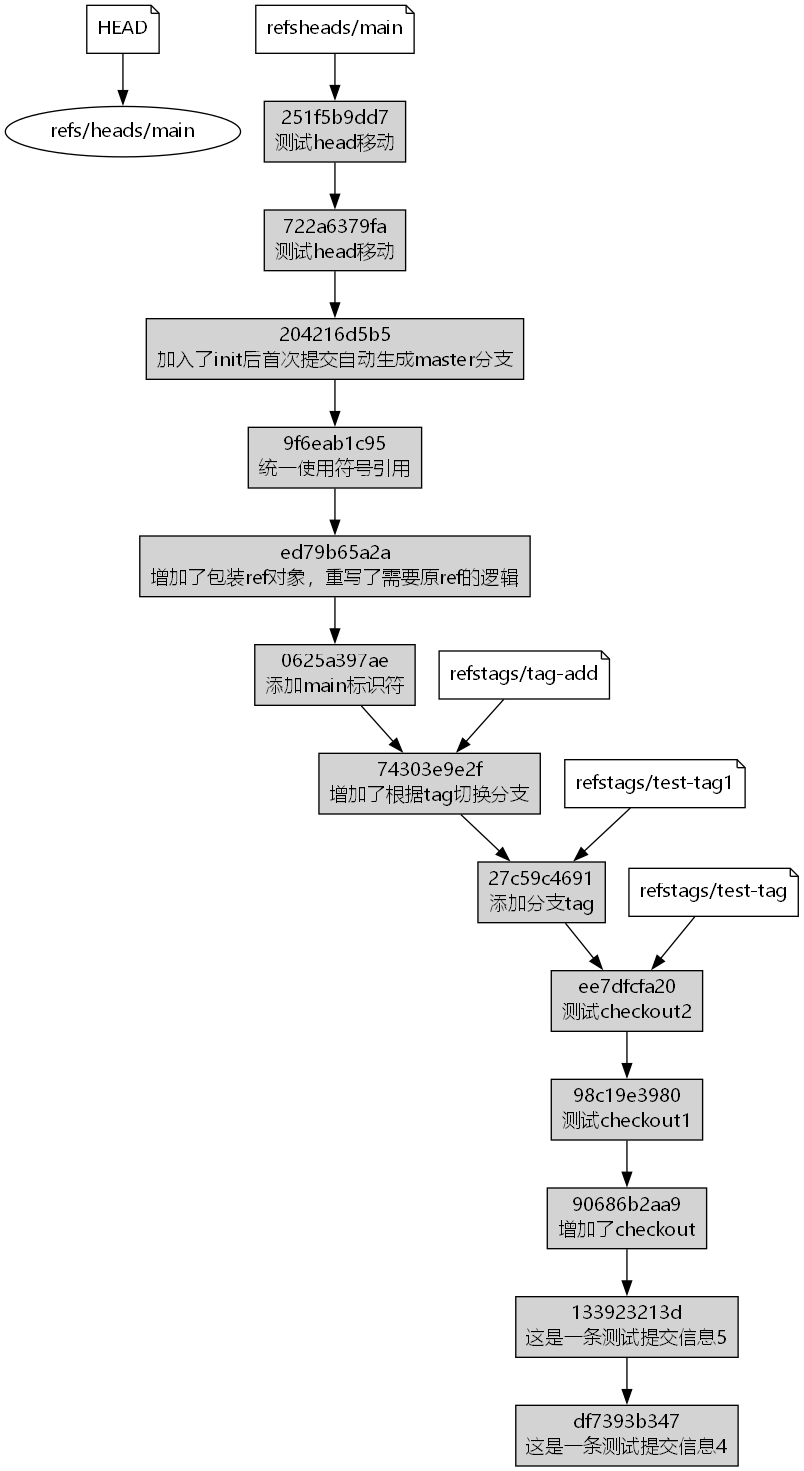 HEAD
refsheads/main
refs/heads/main
251f5b9dd7
测试head移动
722a6379fa
测试head移动
204216d5b5
加入了init后首次提交自动生成master分支
9f6eab1c95
统一使用符号引用
ed79b65a2a
增加了包装ref对象，重写了需要原ref的逻辑
0625a397ae
添加main标识符
refstags/tag-add
74303e9e2f
增加了根据tag切换分支
refstags/test-tag1
27c59c4691
添加分支tag
refstags/test-tag
ee7dfcfa20
测试checkout2
98c19e3980
测试checkout1
90686b2aa9
增加了checkout
133923213d
这是一条测试提交信息5
df7393b347
这是一条测试提交信息4